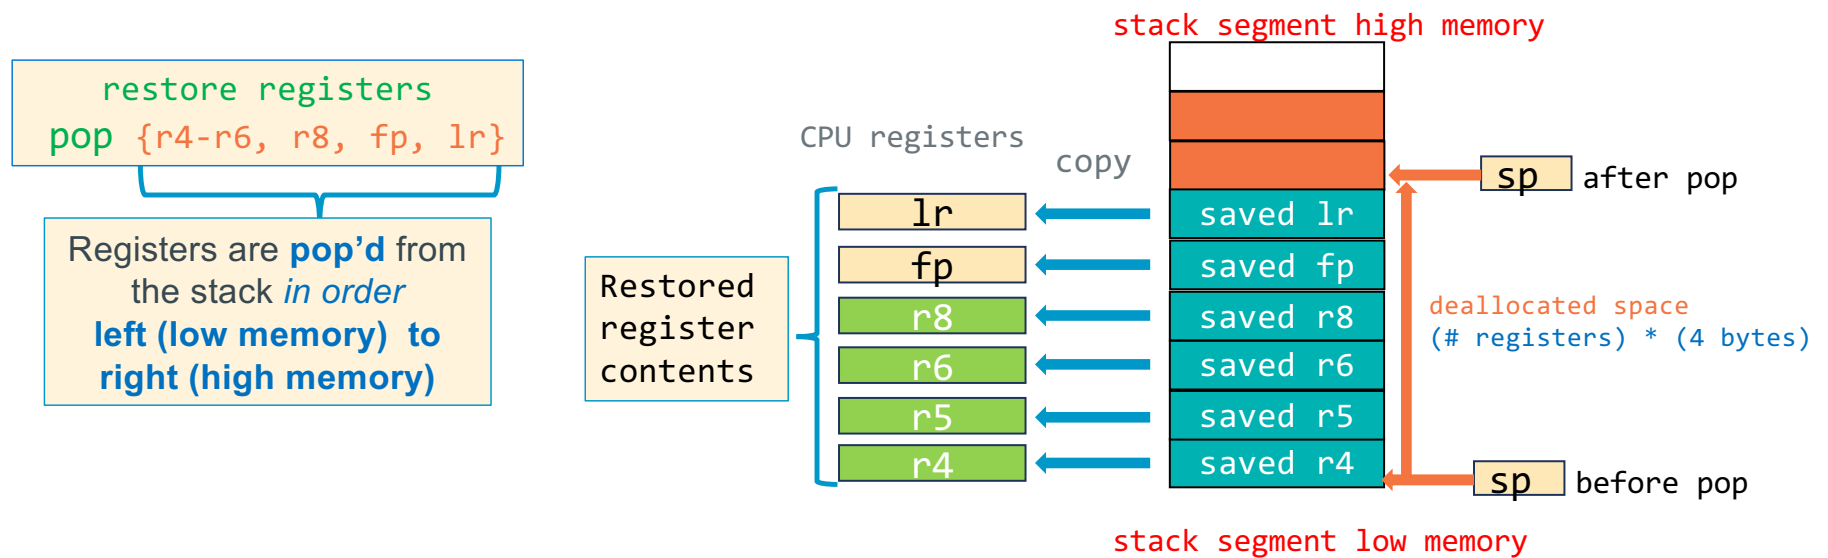 stack segment high memory
restore registers
pop {r4-r6, r8, fp, lr}
Registers are pop’d from
the stack in order
left (low memory) to
right (high memory)
CPU registers
copy
Restored
register
contents
lr
fp
r8
r6
r5
r4
saved lr
saved fp
saved r8
saved r6
saved r5
saved r4
sp after pop
deallocated space
(# registers) * (4 bytes)
sp before pop
stack segment low memory